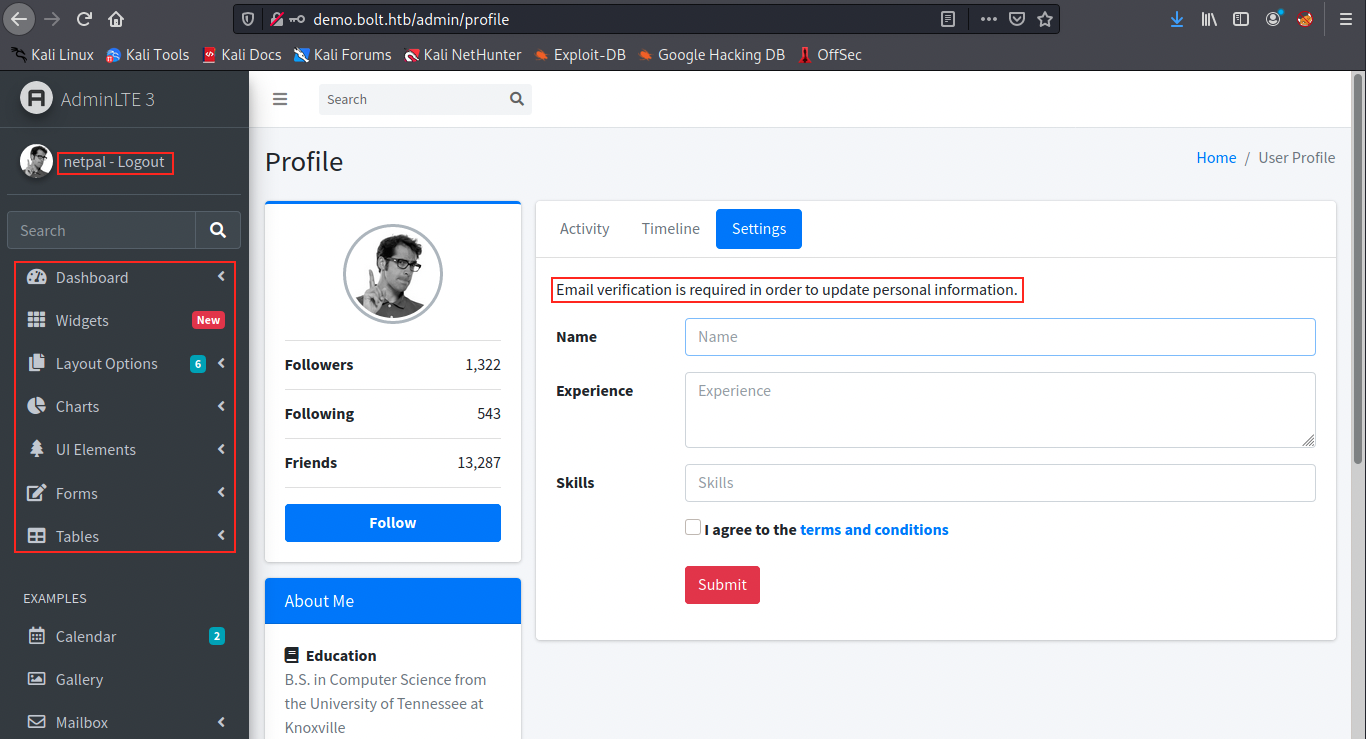 demo.bolt.htb/admin/profile
Kali Linux Kali Tools Kali Docs Kali Forums Kali NetHunter Exploit-DB Google Hacking DB OffSec
AdminLTE 3
Search
netpal - Logout
Profile
Home / User Profile
Search
Dashboard
Widgets New
Layout Options 6
Charts
UI Elements
Forms
Tables
EXAMPLES
Calendar 2
Gallery
Mailbox
Followers 1,322
Following 543
Friends 13,287
Follow
About Me
Education
B.S. in Computer Science from
the University of Tennessee at
Knoxville
Activity Timeline Settings
Email verification is required in order to update personal information.
Name Name
Experience Experience
Skills Skills
I agree to the terms and conditions
Submit